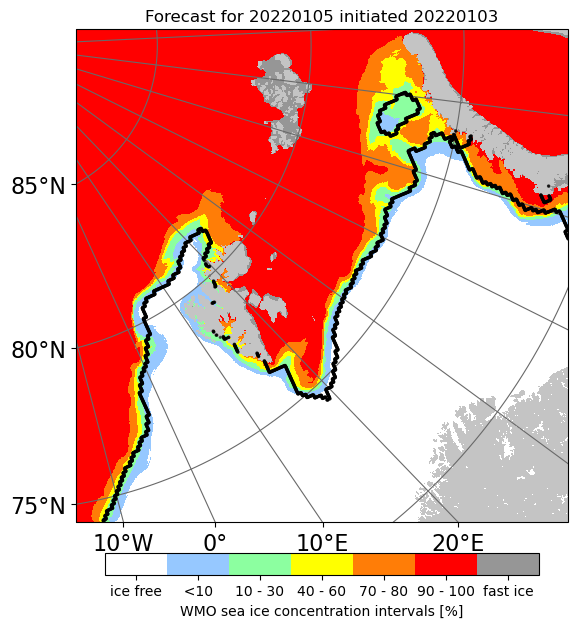 Forecast for 20220105 initiated 20220103
85°N
80°N
75°N
10°W 0° 10°E 20°E
ice free <10 10 - 30 40 - 60 70 - 80 90 - 100 fast ice
WMO sea ice concentration intervals [%]